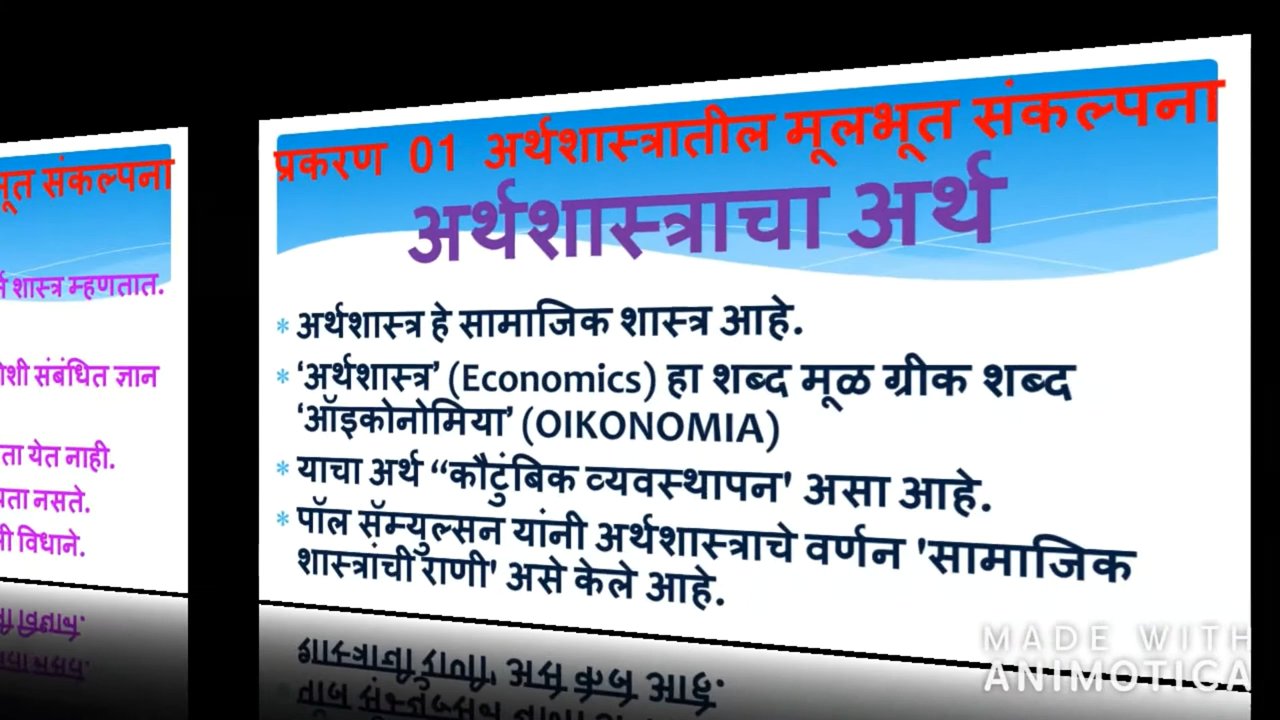 भूत संकल्पना
शास्त्र म्हणतात.
संबंधित ज्ञान
येत नाही.
नसते.
विधाने.
प्रकरण 01 अर्थशास्त्रातील मूलभूत संकल्पना
अर्थशास्त्राचा अर्थ
* अर्थशास्त्र हे सामाजिक शास्त्र आहे.
* ‘अर्थशास्त्र’ (Economics) हा शब्द मूळ ग्रीक शब्द
‘ऑइकोनोमिया’ (OIKONOMIA)
* याचा अर्थ “कौटुंबिक व्यवस्थापन' असा आहे.
* पॉल सॅम्युल्सन यांनी अर्थशास्त्राचे वर्णन 'सामाजिक
शास्त्रांची राणी' असे केले आहे.
MADE WITH
ANIMOTICA